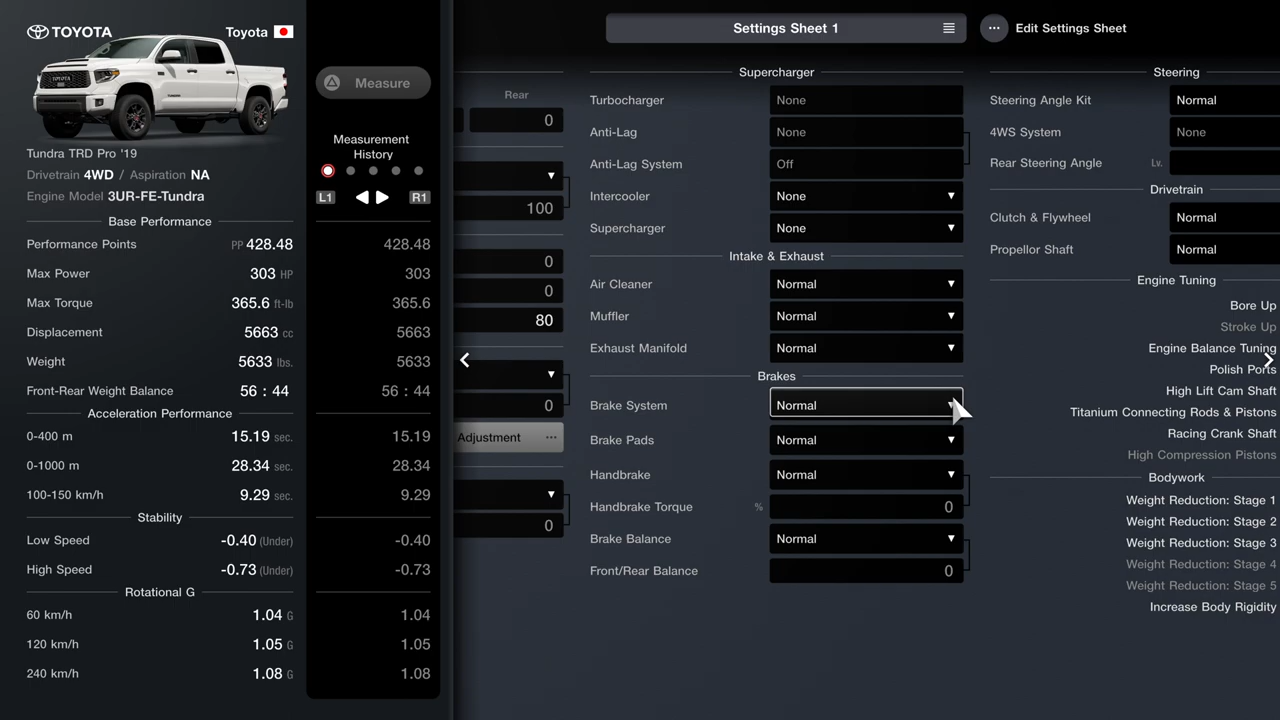 TOYOTA
Toyota
Tundra TRD Pro '19
Drivetrain 4WD / Aspiration NA
Engine Model 3UR-FE-Tundra
Base Performance
Performance Points PP 428.48
Max Power 303 HP
Max Torque 365.6 ft-lb
Displacement 5663 cc
Weight 5633 lbs.
Front-Rear Weight Balance 56 : 44
Acceleration Performance
0-400 m 15.19 sec.
0-1000 m 28.34 sec.
100-150 km/h 9.29 sec.
Stability
Low Speed -0.40 (Under)
High Speed -0.73 (Under)
Rotational G
60 km/h 1.04 G
120 km/h 1.05 G
240 km/h 1.08 G
Measure
Measurement
History
L1 R1
428.48
303
365.6
5663
5633
56 : 44
15.19
28.34
9.29
-0.40
-0.73
1.04
1.05
1.08
Rear
0
100
0
0
80
0
Adjustment ...
0
Settings Sheet 1
... Edit Settings Sheet
Supercharger
Turbocharger None
Anti-Lag None
Anti-Lag System Off
Intercooler None
Supercharger None
Intake & Exhaust
Air Cleaner Normal
Muffler Normal
Exhaust Manifold Normal
Brakes
Brake System Normal
Brake Pads Normal
Handbrake Normal
Handbrake Torque % 0
Brake Balance Normal
Front/Rear Balance 0
Steering
Steering Angle Kit Normal
4WS System None
Rear Steering Angle Lv.
Drivetrain
Clutch & Flywheel Normal
Propellor Shaft Normal
Engine Tuning
Bore Up
Stroke Up
Engine Balance Tuning
Polish Ports
High Lift Cam Shaft
Titanium Connecting Rods & Pistons
Racing Crank Shaft
High Compression Pistons
Bodywork
Weight Reduction: Stage 1
Weight Reduction: Stage 2
Weight Reduction: Stage 3
Weight Reduction: Stage 4
Weight Reduction: Stage 5
Increase Body Rigidity